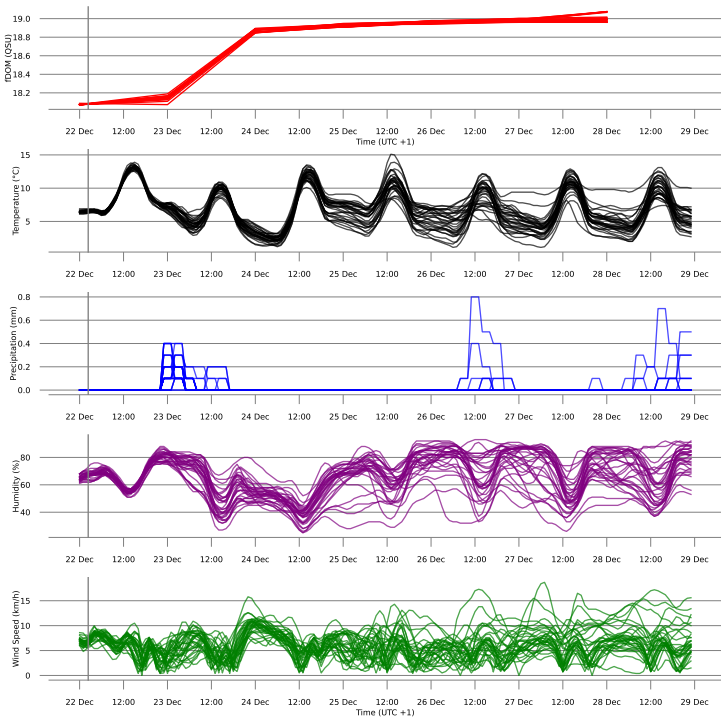 fDOM (QSU)
19.0
18.8
18.6
18.4
18.2
22 Dec 12:00 23 Dec 12:00 24 Dec 12:00 25 Dec 12:00 26 Dec 12:00 27 Dec 12:00 28 Dec 12:00 29 Dec
Time (UTC +1)
Temperature (°C)
15
10
5
22 Dec 12:00 23 Dec 12:00 24 Dec 12:00 25 Dec 12:00 26 Dec 12:00 27 Dec 12:00 28 Dec 12:00 29 Dec
Precipitation (mm)
0.8
0.6
0.4
0.2
0.0
22 Dec 12:00 23 Dec 12:00 24 Dec 12:00 25 Dec 12:00 26 Dec 12:00 27 Dec 12:00 28 Dec 12:00 29 Dec
Humidity (%)
80
60
40
22 Dec 12:00 23 Dec 12:00 24 Dec 12:00 25 Dec 12:00 26 Dec 12:00 27 Dec 12:00 28 Dec 12:00 29 Dec
Wind Speed (km/h)
15
10
5
0
22 Dec 12:00 23 Dec 12:00 24 Dec 12:00 25 Dec 12:00 26 Dec 12:00 27 Dec 12:00 28 Dec 12:00 29 Dec
Time (UTC +1)